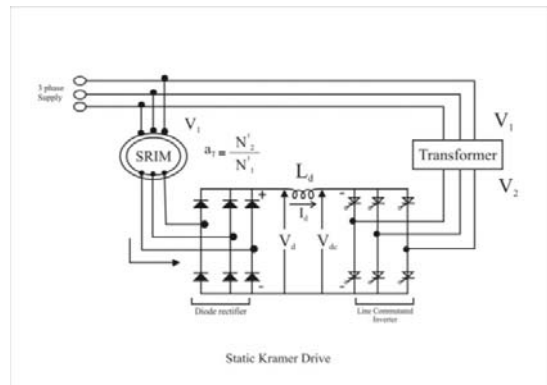 3 phase
Supply
V1
SRIM
aT = N'2
N'1
Ld
Id
+
-
Vd
Vdc
-
-
V1
Transformer
V2
Diode rectifier
Line Commutated
Inverter
Static Kramer Drive